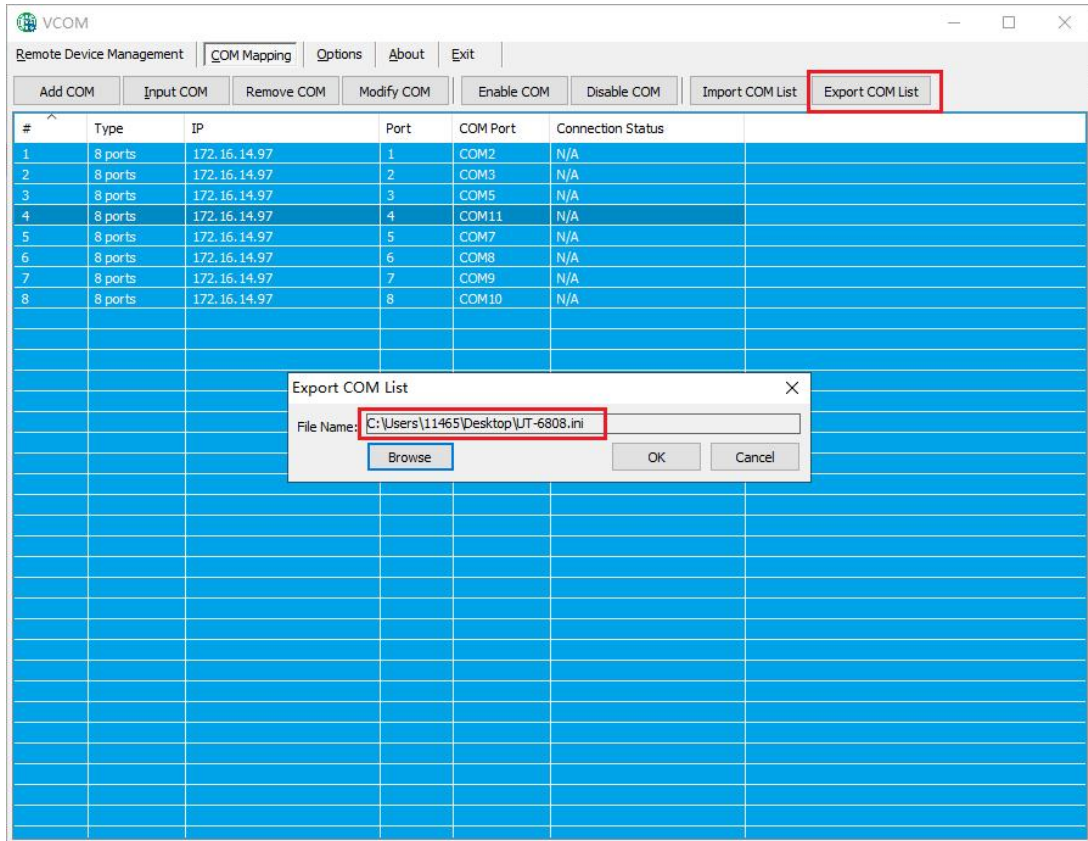 VCOM
Remote Device Management COM Mapping Options About Exit
Add COM Input COM Remove COM Modify COM Enable COM Disable COM Import COM List Export COM List
# Type IP Port COM Port Connection Status
1 8 ports 172.16.14.97 1 COM2 N/A
2 8 ports 172.16.14.97 2 COM3 N/A
3 8 ports 172.16.14.97 3 COM5 N/A
4 8 ports 172.16.14.97 4 COM11 N/A
5 8 ports 172.16.14.97 5 COM7 N/A
6 8 ports 172.16.14.97 6 COM8 N/A
7 8 ports 172.16.14.97 7 COM9 N/A
8 8 ports 172.16.14.97 8 COM10 N/A
Export COM List
File Name: C:\Users\11465\Desktop\UT-6808.ini
Browse OK Cancel